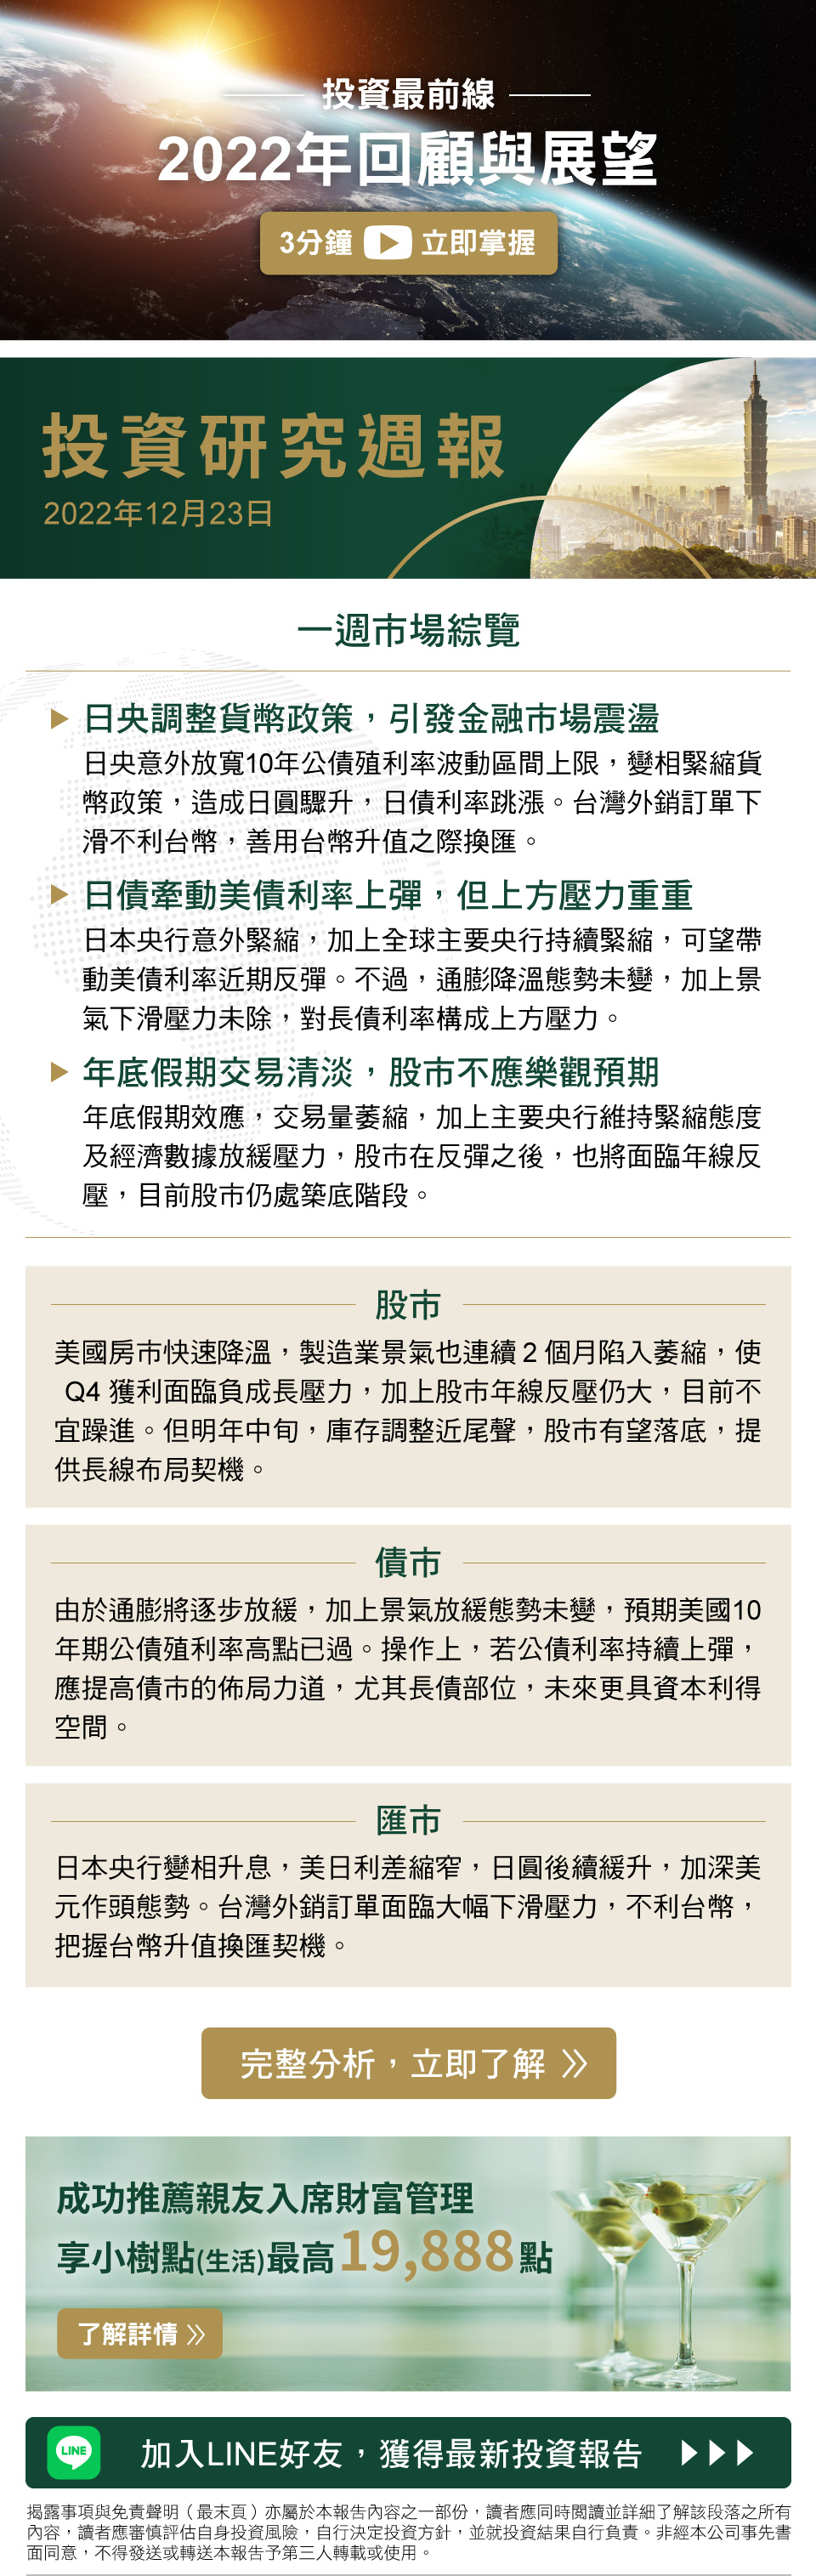 投資最前線
2022年回顧與展望
3分鐘 立即掌握
投資研究週報
2022年12月23日
一週市場綜覽
日央調整貨幣政策，引發金融市場震盪
日央意外放寬10年公債殖利率波動區間上限，變相緊縮貨
幣政策，造成日圓驟升，日債利率跳漲。台灣外銷訂單下
滑不利台幣，善用台幣升值之際換匯。
日債牽動美債利率上彈，但上方壓力重重
日本央行意外緊縮，加上全球主要央行持續緊縮，可望帶
動美債利率近期反彈。不過，通膨降溫態勢未變，加上景
氣下滑壓力未除，對長債利率構成上方壓力。
年底假期交易清淡，股市不應樂觀預期
年底假期效應，交易量萎縮，加上主要央行維持緊縮態度
及經濟數據放緩壓力，股市在反彈之後，也將面臨年線反
壓，目前股市仍處築底階段。
股市
美國房市快速降溫，製造業景氣也連續２個月陷入萎縮，使
Q4 獲利面臨負成長壓力，加上股市年線反壓仍大，目前不
宜躁進。但明年中旬，庫存調整近尾聲，股市有望落底，提
供長線布局契機。
債市
由於通膨將逐步放緩，加上景氣放緩態勢未變，預期美國10
年期公債殖利率高點已過。操作上，若公債利率持續上彈，
應提高債市的佈局力道，尤其長債部位，未來更具資本利得
空間。
匯市
日本央行變相升息，美日利差縮窄，日圓後續緩升，加深美
元作頭態勢。台灣外銷訂單面臨大幅下滑壓力，不利台幣，
把握台幣升值換匯契機。
完整分析，立即了解
成功推薦親友入席財富管理
享小樹點(生活)最高19,888點
了解詳情
LINE 加入LINE好友，獲得最新投資報告
揭露事項與免責聲明（最末頁）亦屬於本報告內容之一部份，讀者應同時閱讀並詳細了解該段落之所有
內容，讀者應審慎評估自身投資風險，自行決定投資方針，並就投資結果自行負責。非經本公司事先書
面同意，不得發送或轉送本報告予第三人轉載或使用。